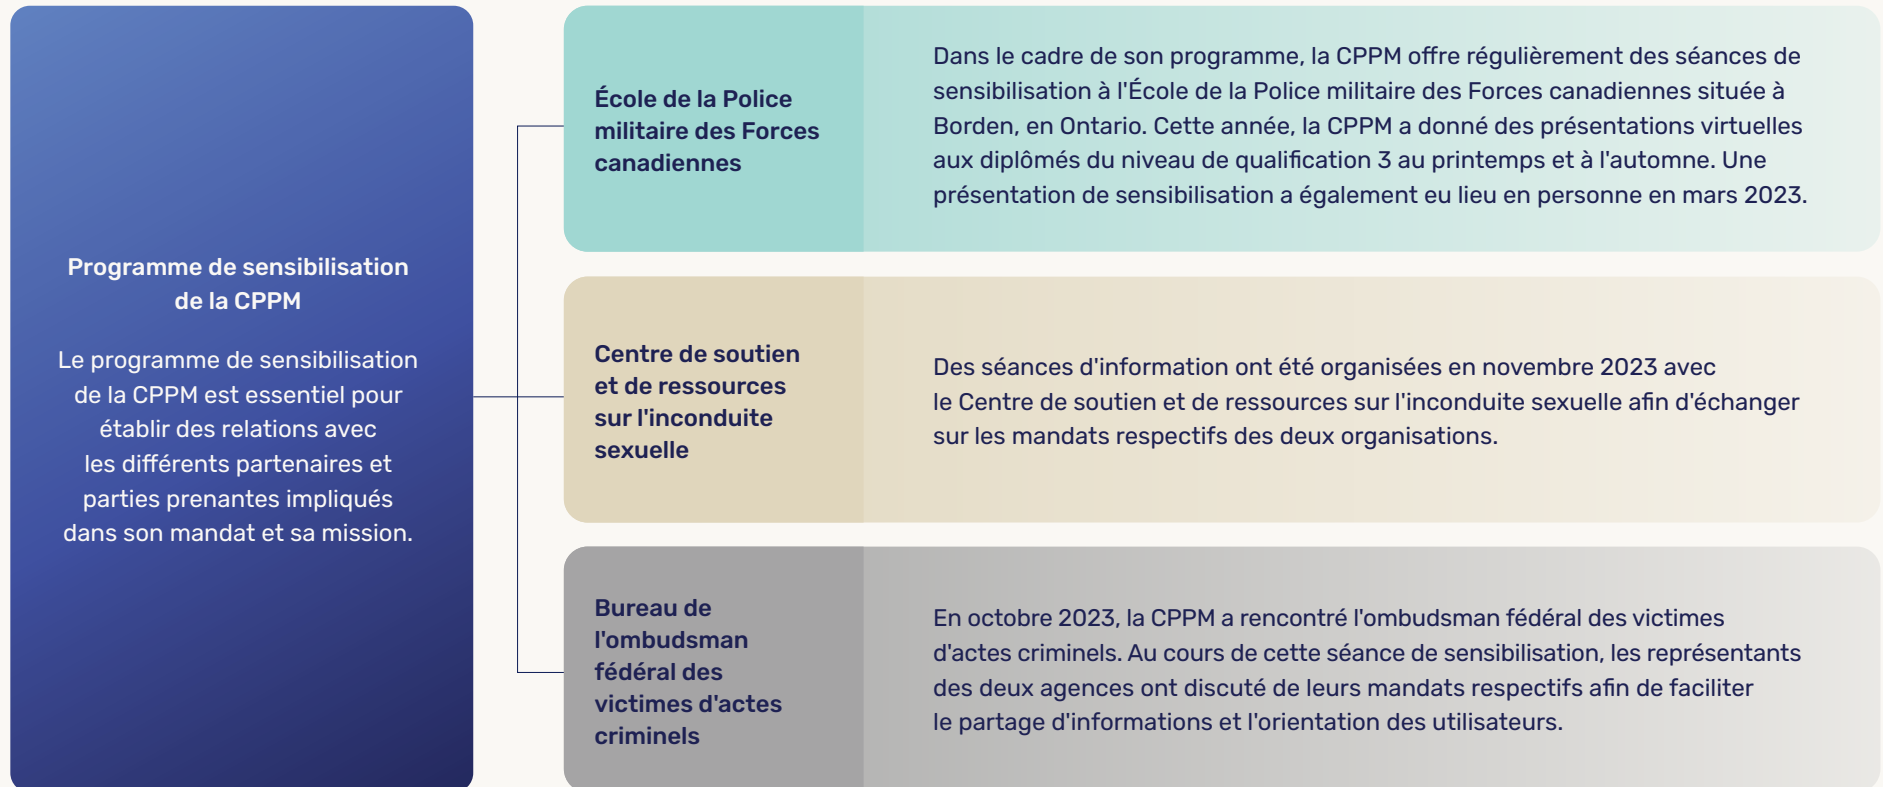 Programme de sensibilisation
de la CPPM
Le programme de sensibilisation
de la CPPM est essentiel pour
établir des relations avec
les différents partenaires et
parties prenantes impliqués
dans son mandat et sa mission.
École de la Police
militaire des Forces
canadiennes
Dans le cadre de son programme, la CPPM offre régulièrement des séances de
sensibilisation à l'École de la Police militaire des Forces canadiennes située à
Borden, en Ontario. Cette année, la CPPM a donné des présentations virtuelles
aux diplômés du niveau de qualification 3 au printemps et à l'automne. Une
présentation de sensibilisation a également eu lieu en personne en mars 2023.
Centre de soutien
et de ressources
sur l'inconduite
sexuelle
Des séances d'information ont été organisées en novembre 2023 avec
le Centre de soutien et de ressources sur l'inconduite sexuelle afin d'échanger
sur les mandats respectifs des deux organisations.
Bureau de
l'ombudsman
fédéral des
victimes d'actes
criminels
En octobre 2023, la CPPM a rencontré l'ombudsman fédéral des victimes
d'actes criminels. Au cours de cette séance de sensibilisation, les représentants
des deux agences ont discuté de leurs mandats respectifs afin de faciliter
le partage d'informations et l'orientation des utilisateurs.